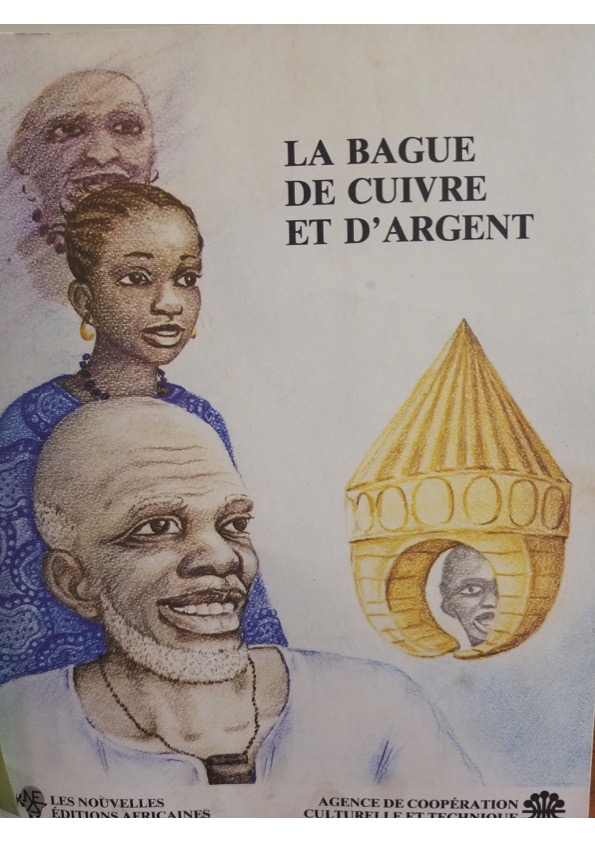 LA BAGUE
DE CUIVRE
ET D'ARGENT
LES NOUVELLES
ÉDITIONS AFRICAINES
AGENCE DE COOPÉRATION
CULTURELLE ET TECHNIQUE